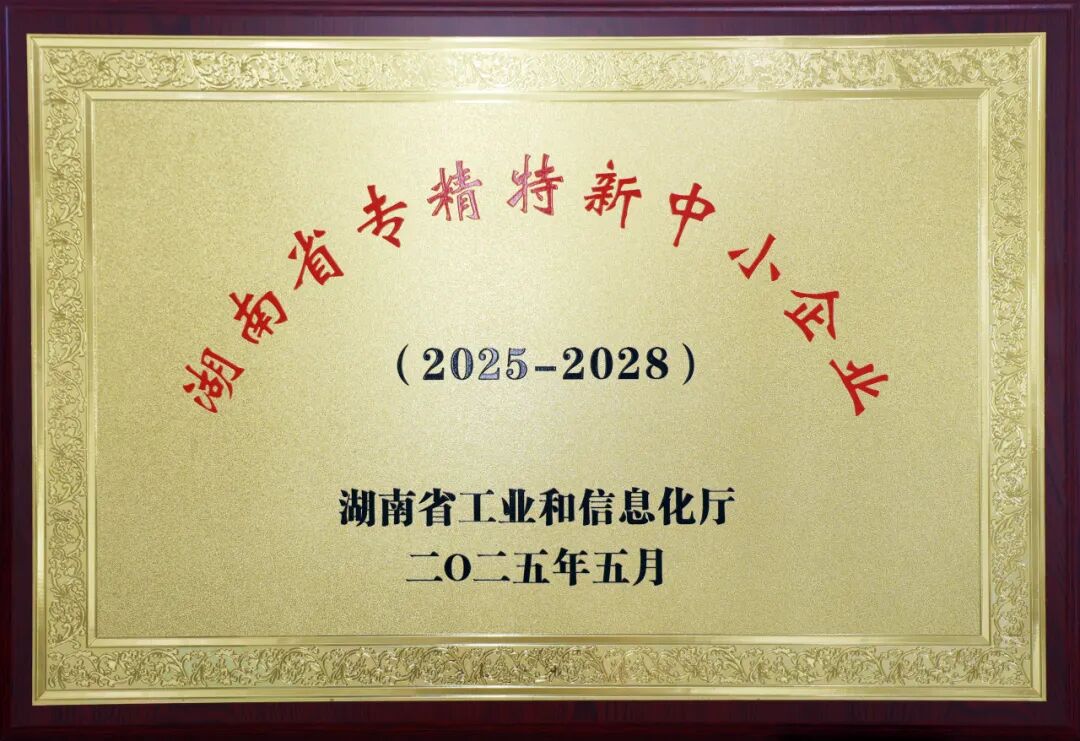 湖南省专精特新中小企业
（2025-2028）
湖南省工业和信息化厅
二O二五年五月